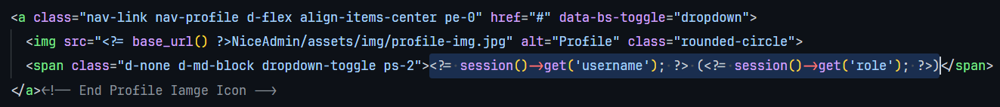 <a class="nav-link nav-profile d-flex align-items-center pe-0" href="#" data-bs-toggle="dropdown">
<img src="<?= base_url() ?>NiceAdmin/assets/img/profile-img.jpg" alt="Profile" class="rounded-circle">
<span class="d-none d-md-block dropdown-toggle ps-2"><?= session()->get('username'); ?> (<?= session()->get('role'); ?>)</span>
</a><!-- End Profile Iamge Icon -->